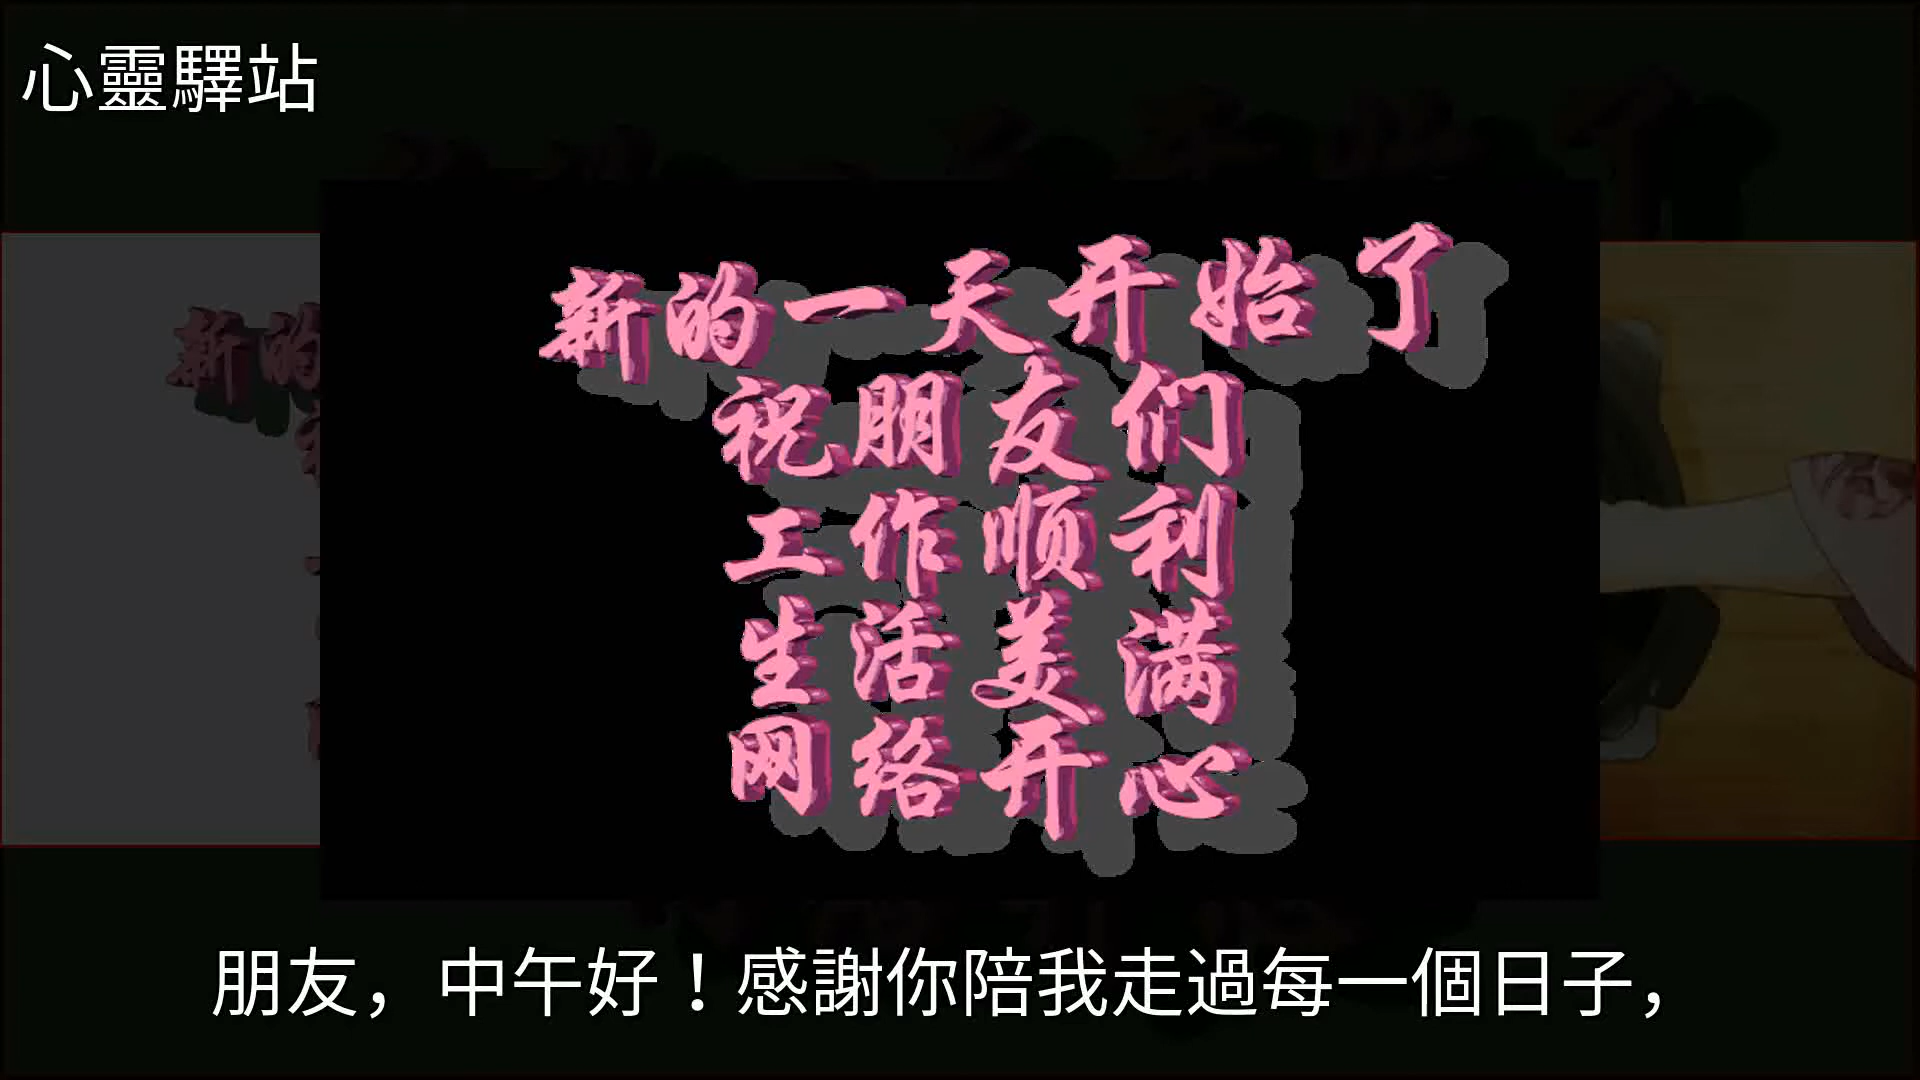 心靈驛站
新的一天开始了
祝朋友们
工作顺利
生活美满
网络开心
新的
朋友，中午好！感謝你陪我走過每一個日子，